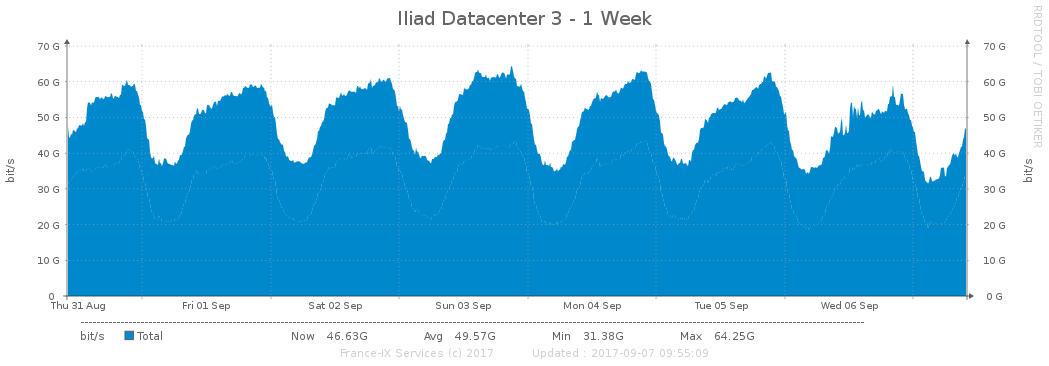 Iliad Datacenter 3 - 1 Week
RRDTOOL / TOBI OETIKER
70 G 70 G
60 G 60 G
50 G 50 G
40 G 40 G
30 G 30 G
20 G 20 G
10 G 10 G
0 0 G
bit/s bit/s
Thu 31 Aug Fri 01 Sep Sat 02 Sep Sun 03 Sep Mon 04 Sep Tue 05 Sep Wed 06 Sep
bit/s Total Now 46.63G Avg 49.57G Min 31.38G Max 64.25G
France-IX Services (c) 2017 Updated : 2017-09-07 09:55:09